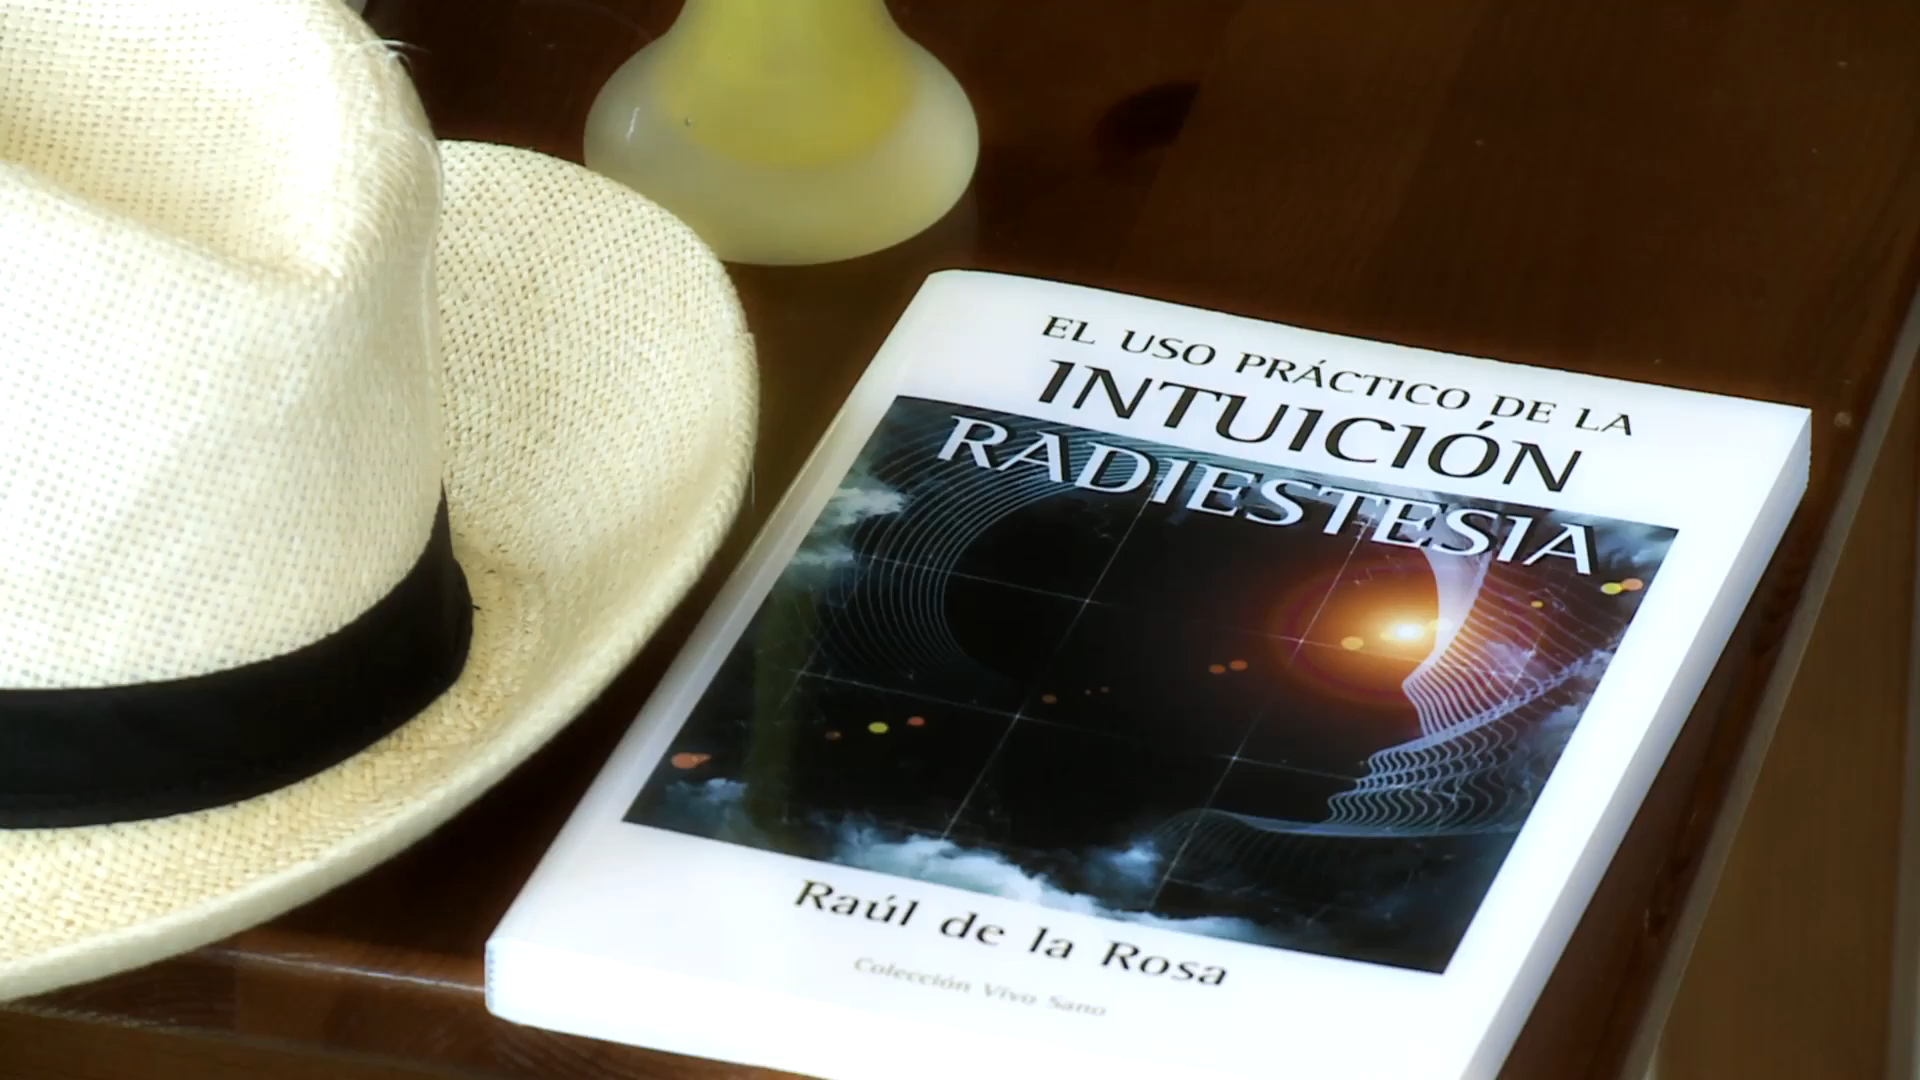 EL USO PRÁCTICO DE LA
INTUICIÓN
RADIESTESIA
Raúl de la Rosa
Colección Vivo Sano